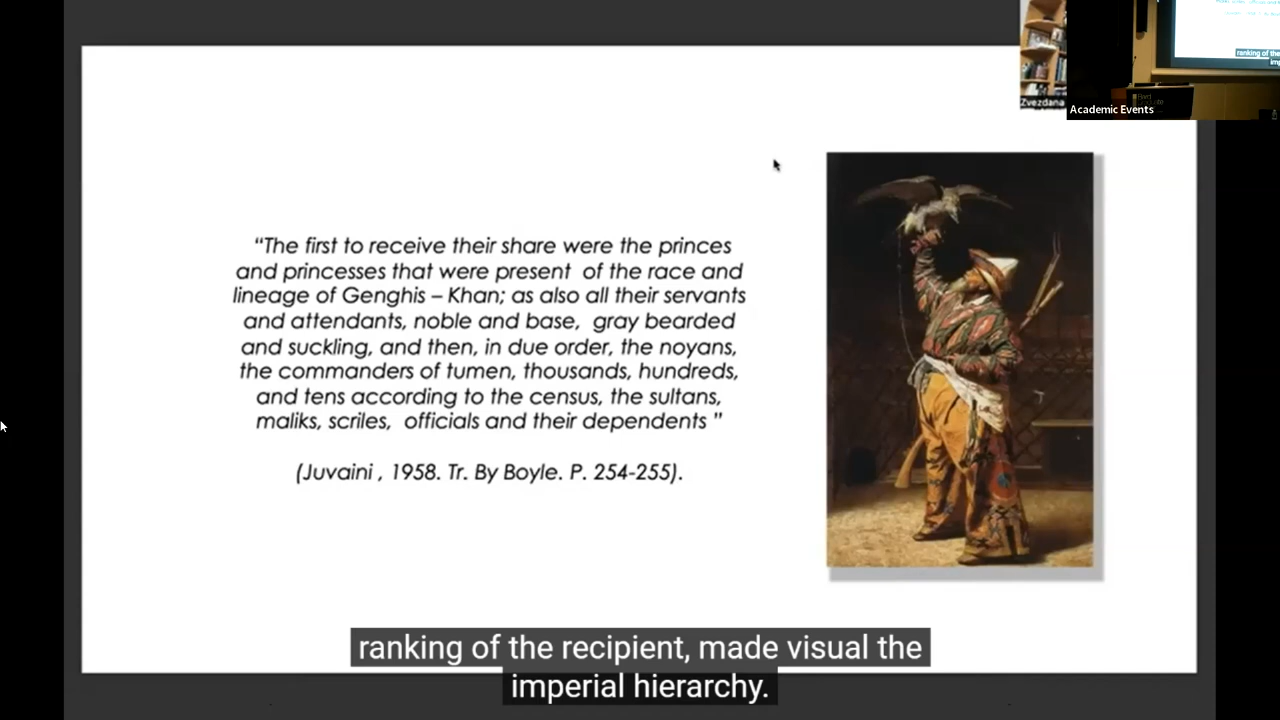 ranking of the
Zvezdana
Academic Events
“The first to receive their share were the princes
and princesses that were present of the race and
lineage of Genghis – Khan; as also all their servants
and attendants, noble and base, gray bearded
and suckling, and then, in due order, the noyans,
the commanders of tumen, thousands, hundreds,
and tens according to the census, the sultans,
maliks, scriles, officials and their dependents ”
(Juvaini , 1958. Tr. By Boyle. P. 254-255).
ranking of the recipient, made visual the
imperial hierarchy.